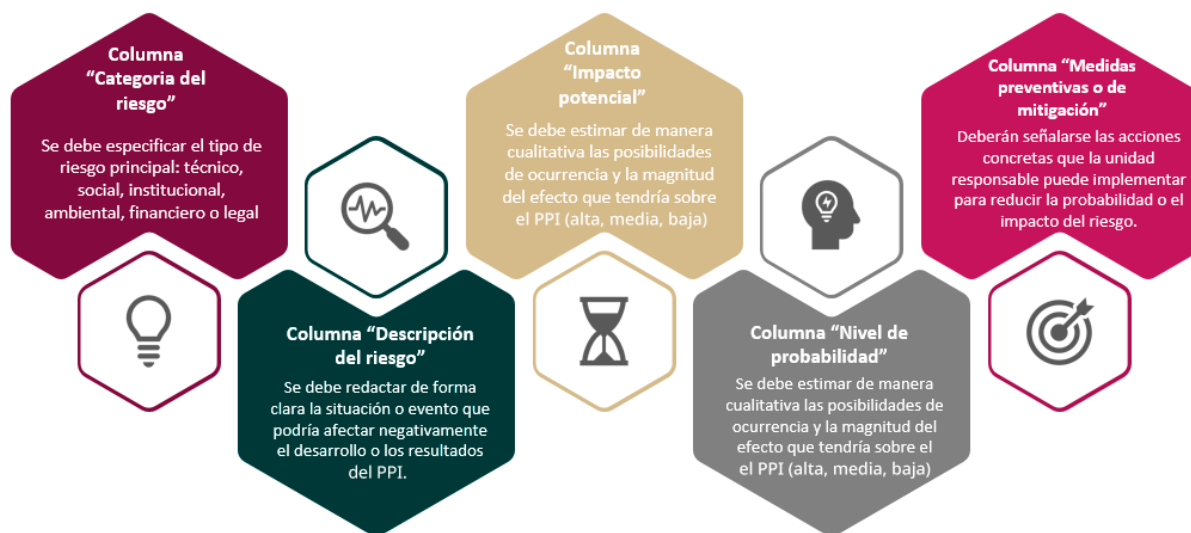 Columna
“Categoria del
riesgo”
Se debe especificar el tipo de
riesgo principal: técnico,
social, institucional,
ambiental, financiero o legal
Columna “Descripción
del riesgo”
Se debe redactar de forma
clara la situación o evento que
podría afectar negativamente
el desarrollo o los resultados
del PPI.
Columna
“Impacto
potencial”
Se debe estimar de manera
cualitativa las posibilidades
de ocurrencia y la magnitud
del efecto que tendría sobre
el PPI (alta, media, baja)
Columna “Nivel de
probabilidad”
Se debe estimar de manera
cualitativa las posibilidades de
ocurrencia y la magnitud del
efecto que tendría sobre el
el PPI (alta, media, baja)
Columna “Medidas
preventivas o de
mitigación”
Deberán señalarse las acciones
concretas que la unidad
responsable puede implementar
para reducir la probabilidad o el
impacto del riesgo.